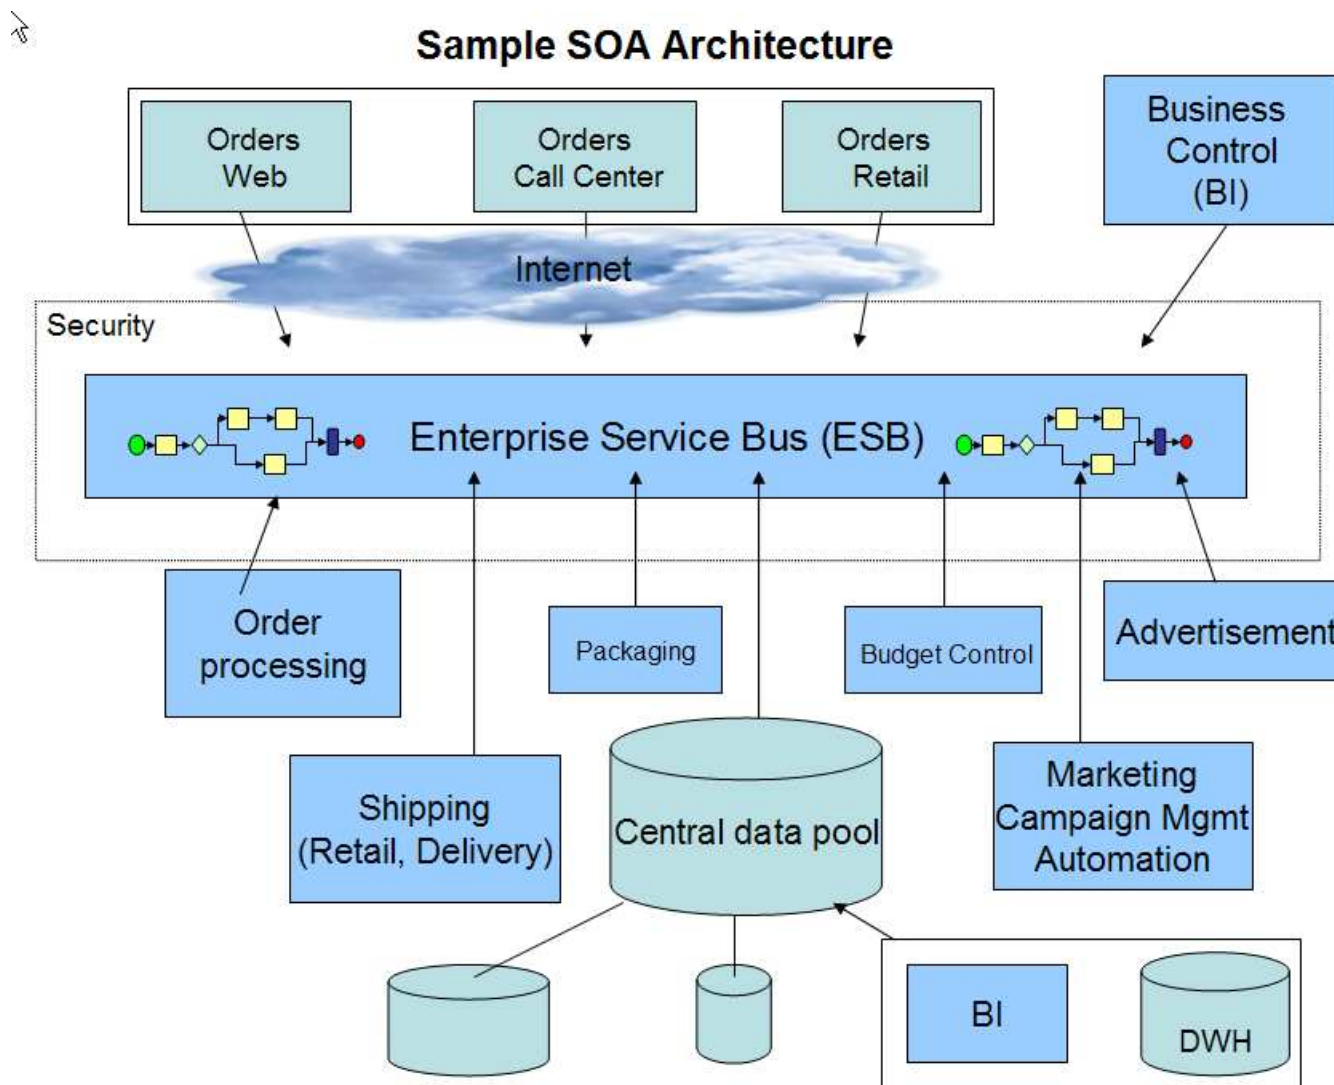 Sample SOA Architecture
Orders
Web
Orders
Call Center
Orders
Retail
Business
Control
(BI)
Internet
Security
Enterprise Service Bus (ESB)
Order
processing
Packaging
Budget Control
Advertisement
Shipping
(Retail, Delivery)
Central data pool
Marketing
Campaign Mgmt
Automation
BI
DWH